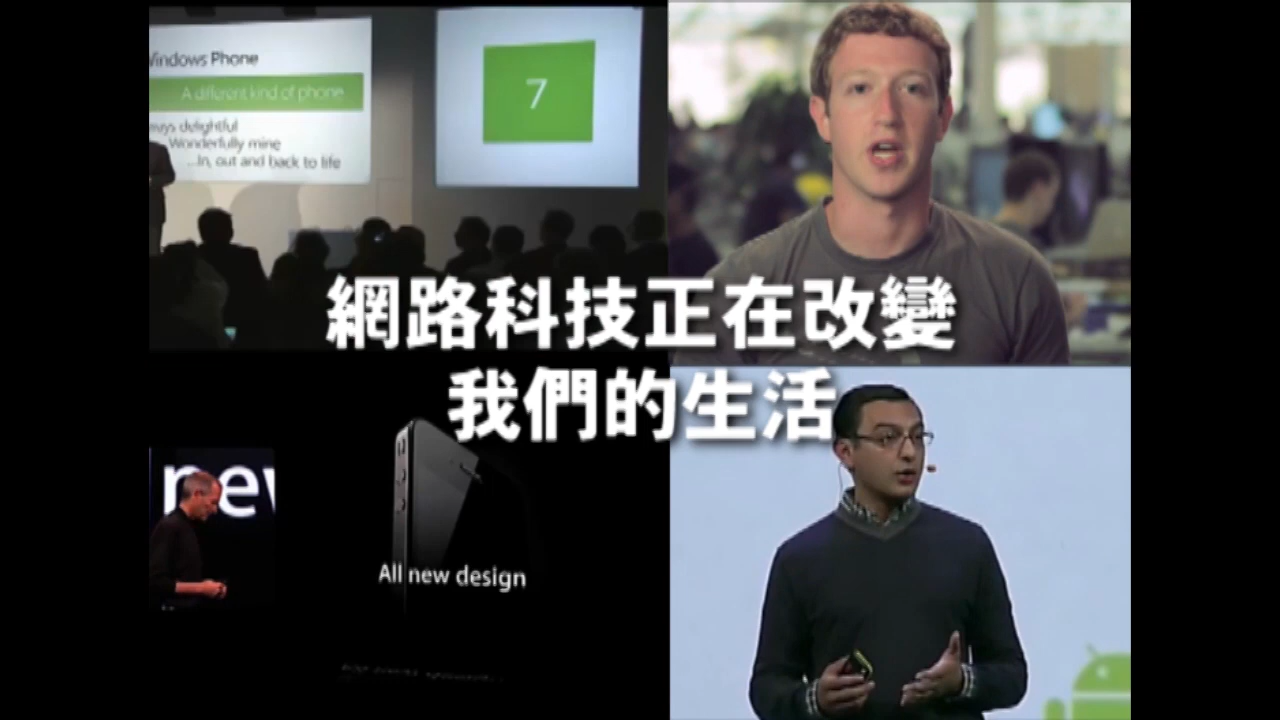 Windows Phone
A different kind of phone
always delightful
Wonderfully mine
...In, out and back to life
7
網路科技正在改變
我們的生活
new
All new design